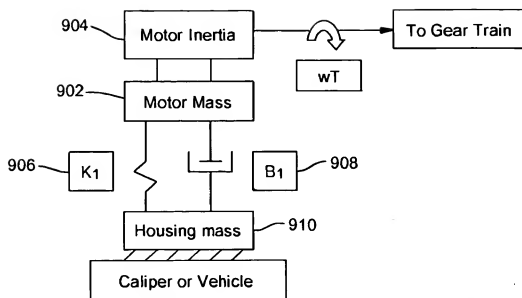 904
Motor Inertia
To Gear Train
wT
902
Motor Mass
906
K1
B1
908
Housing mass
910
Caliper or Vehicle